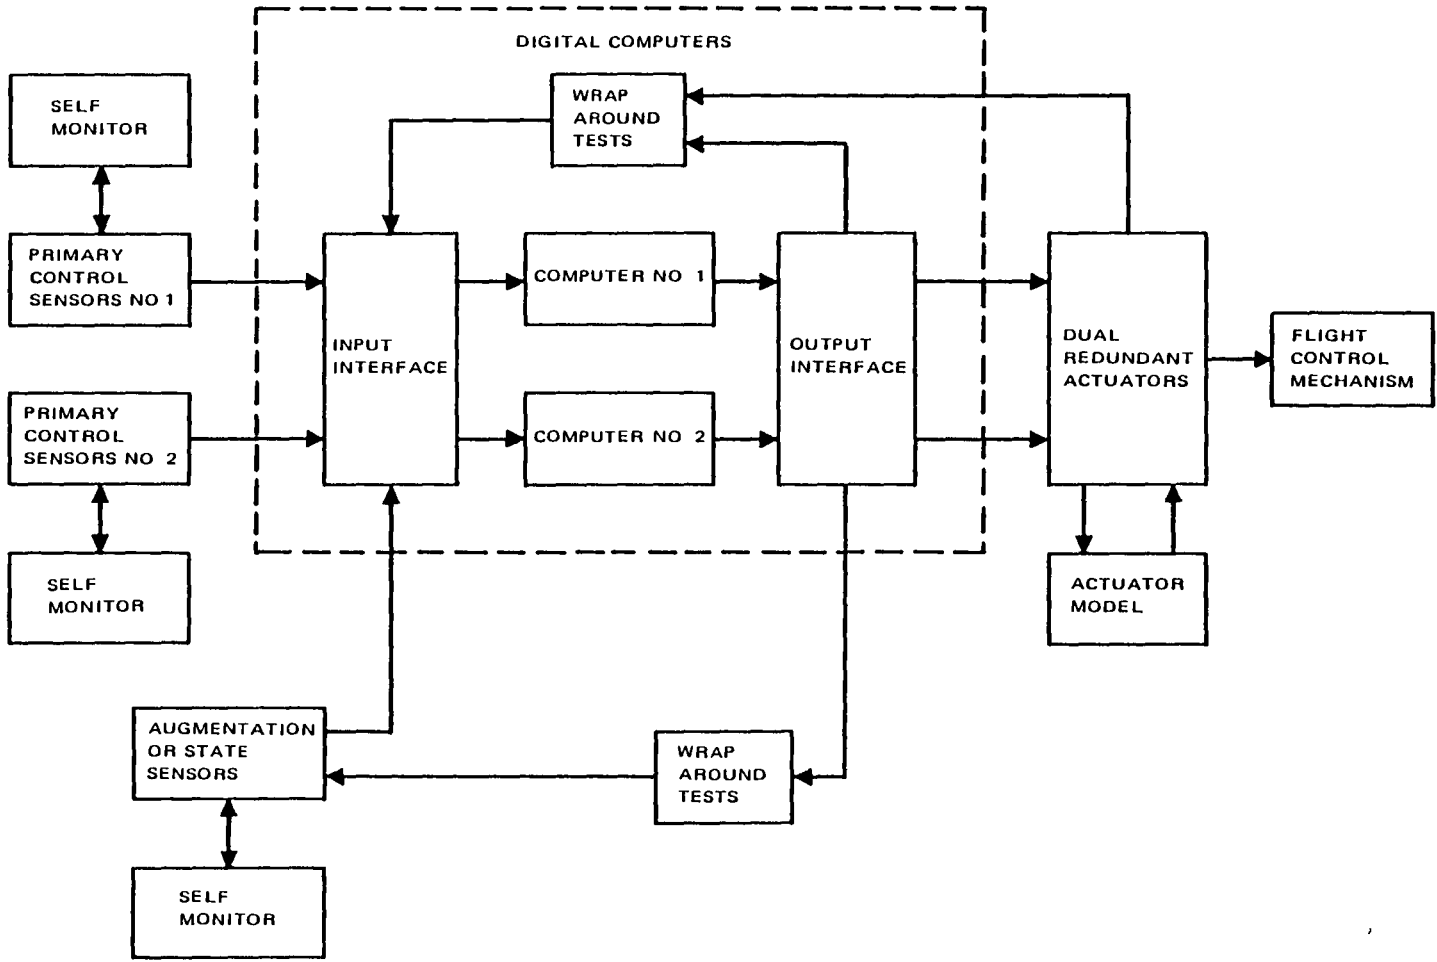 DIGITAL COMPUTERS
SELF
MONITOR
WRAP
AROUND
TESTS
PRIMARY
CONTROL
SENSORS NO 1
COMPUTER NO 1
INPUT
INTERFACE
OUTPUT
INTERFACE
DUAL
REDUNDANT
ACTUATORS
FLIGHT
CONTROL
MECHANISM
PRIMARY
CONTROL
SENSORS NO 2
COMPUTER NO 2
SELF
MONITOR
ACTUATOR
MODEL
AUGMENTATION
OR STATE
SENSORS
WRAP
AROUND
TESTS
SELF
MONITOR